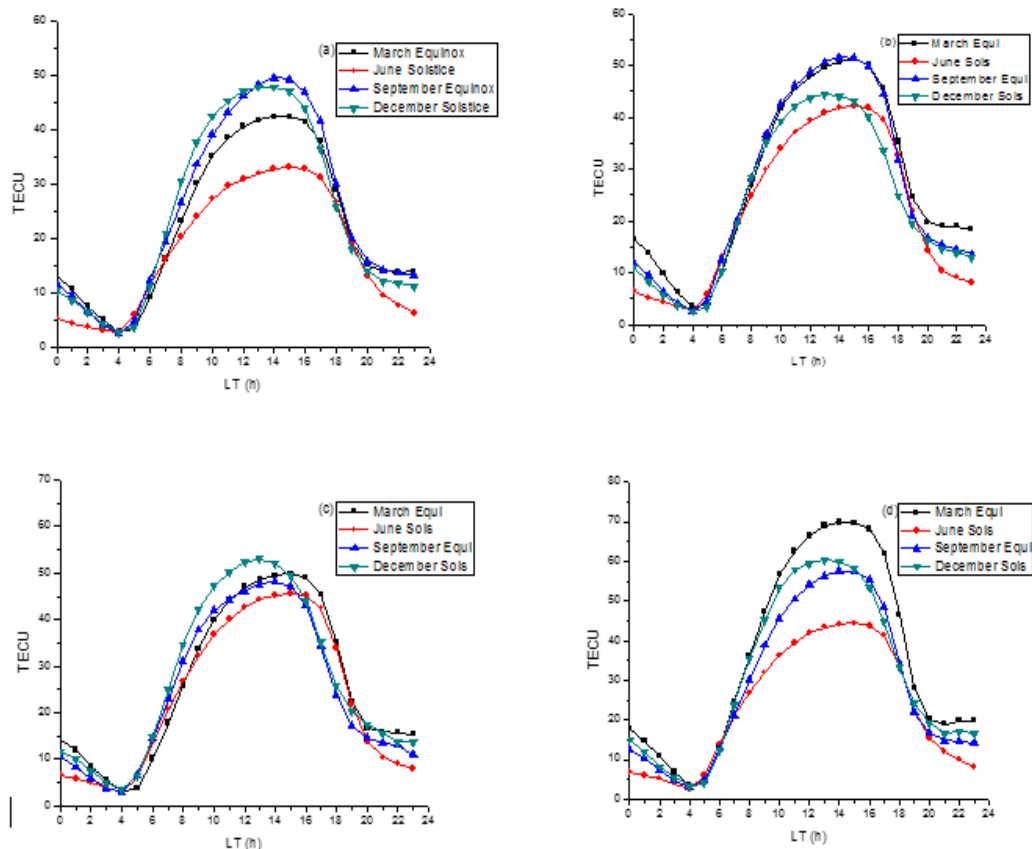 (a)
March Equinox
June Solstice
September Equinox
December Solstice
TECU
60
50
40
30
20
10
0
0 2 4 6 8 10 12 14 16 18 20 22 24
LT (h)
(b)
March Equi
June Sols
September Equi
December Sols
TECU
60
50
40
30
20
10
0
0 2 4 6 8 10 12 14 16 18 20 22 24
LT (h)
(c)
March Equi
June Sols
September Equi
December Sols
TECU
70
60
50
40
30
20
10
0
0 2 4 6 8 10 12 14 16 18 20 22 24
LT (h)
(d)
March Equi
June Sols
September Equi
December Sols
TECU
80
70
60
50
40
30
20
10
0
0 2 4 6 8 10 12 14 16 18 20 22 24
LT (h)